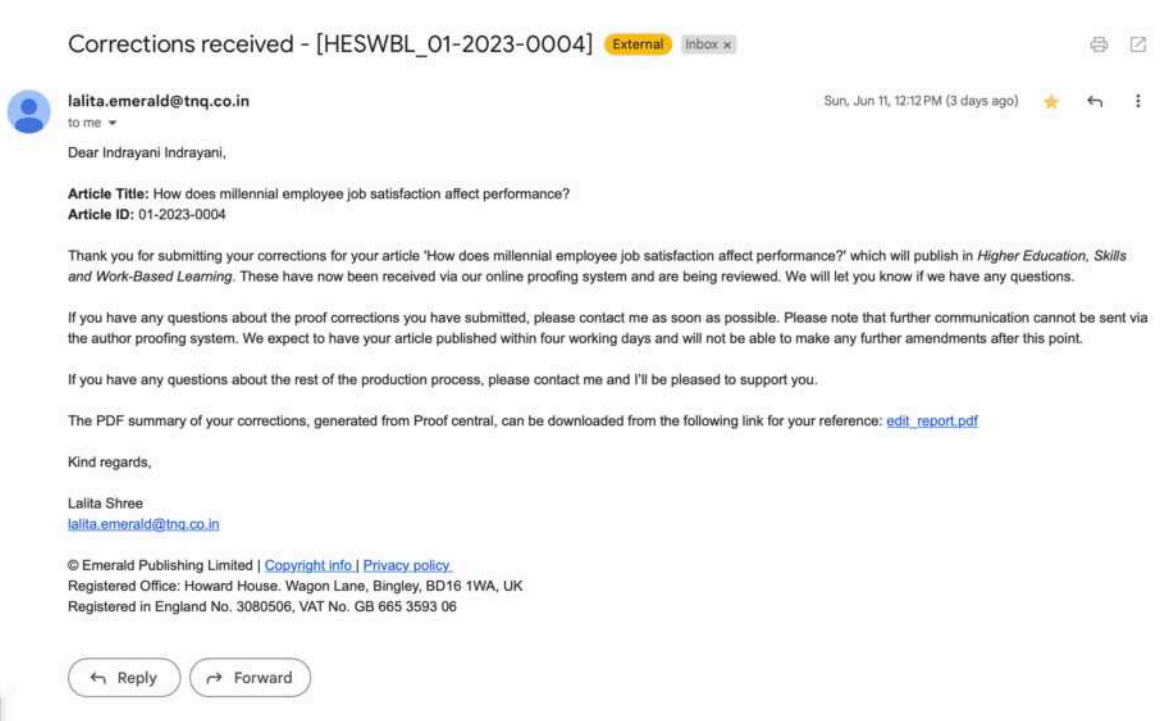 Corrections received - [HESWBL_01-2023-0004] External Inbox x
lalita.emerald@tnq.co.in Sun, Jun 11, 12:12 PM (3 days ago)
to me
Dear Indrayani Indrayani,
Article Title: How does millennial employee job satisfaction affect performance?
Article ID: 01-2023-0004
Thank you for submitting your corrections for your article 'How does millennial employee job satisfaction affect performance?' which will publish in Higher Education, Skills
and Work-Based Learning. These have now been received via our online proofing system and are being reviewed. We will let you know if we have any questions.
If you have any questions about the proof corrections you have submitted, please contact me as soon as possible. Please note that further communication cannot be sent via
the author proofing system. We expect to have your article published within four working days and will not be able to make any further amendments after this point.
If you have any questions about the rest of the production process, please contact me and I'll be pleased to support you.
The PDF summary of your corrections, generated from Proof central, can be downloaded from the following link for your reference: edit_report.pdf
Kind regards,
Lalita Shree
lalita.emerald@tnq.co.in
© Emerald Publishing Limited | Copyright info | Privacy policy
Registered Office: Howard House. Wagon Lane, Bingley, BD16 1WA, UK
Registered in England No. 3080506, VAT No. GB 665 3593 06
Reply Forward